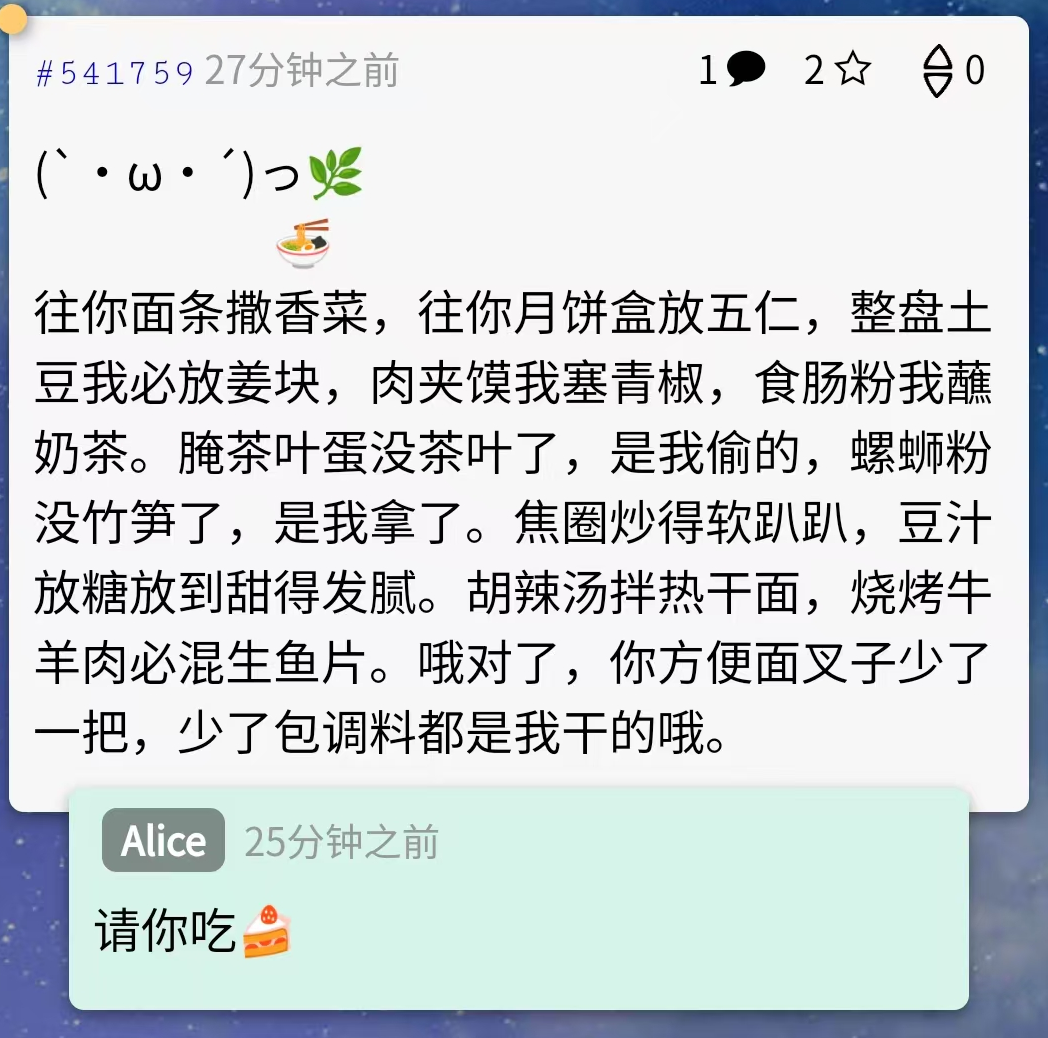 #541759 27分钟之前 1 2 0
(`・ω・´)っ🌿
🍜
往你面条撒香菜，往你月饼盒放五仁，整盘土
豆我必放姜块，肉夹馍我塞青椒，食肠粉我蘸
奶茶。腌茶叶蛋没茶叶了，是我偷的，螺蛳粉
没竹笋了，是我拿了。焦圈炒得软趴趴，豆汁
放糖放到甜得发腻。胡辣汤拌热干面，烧烤牛
羊肉必混生鱼片。哦对了，你方便面叉子少了
一把，少了包调料都是我干的哦。
Alice 25分钟之前
请你吃🍰